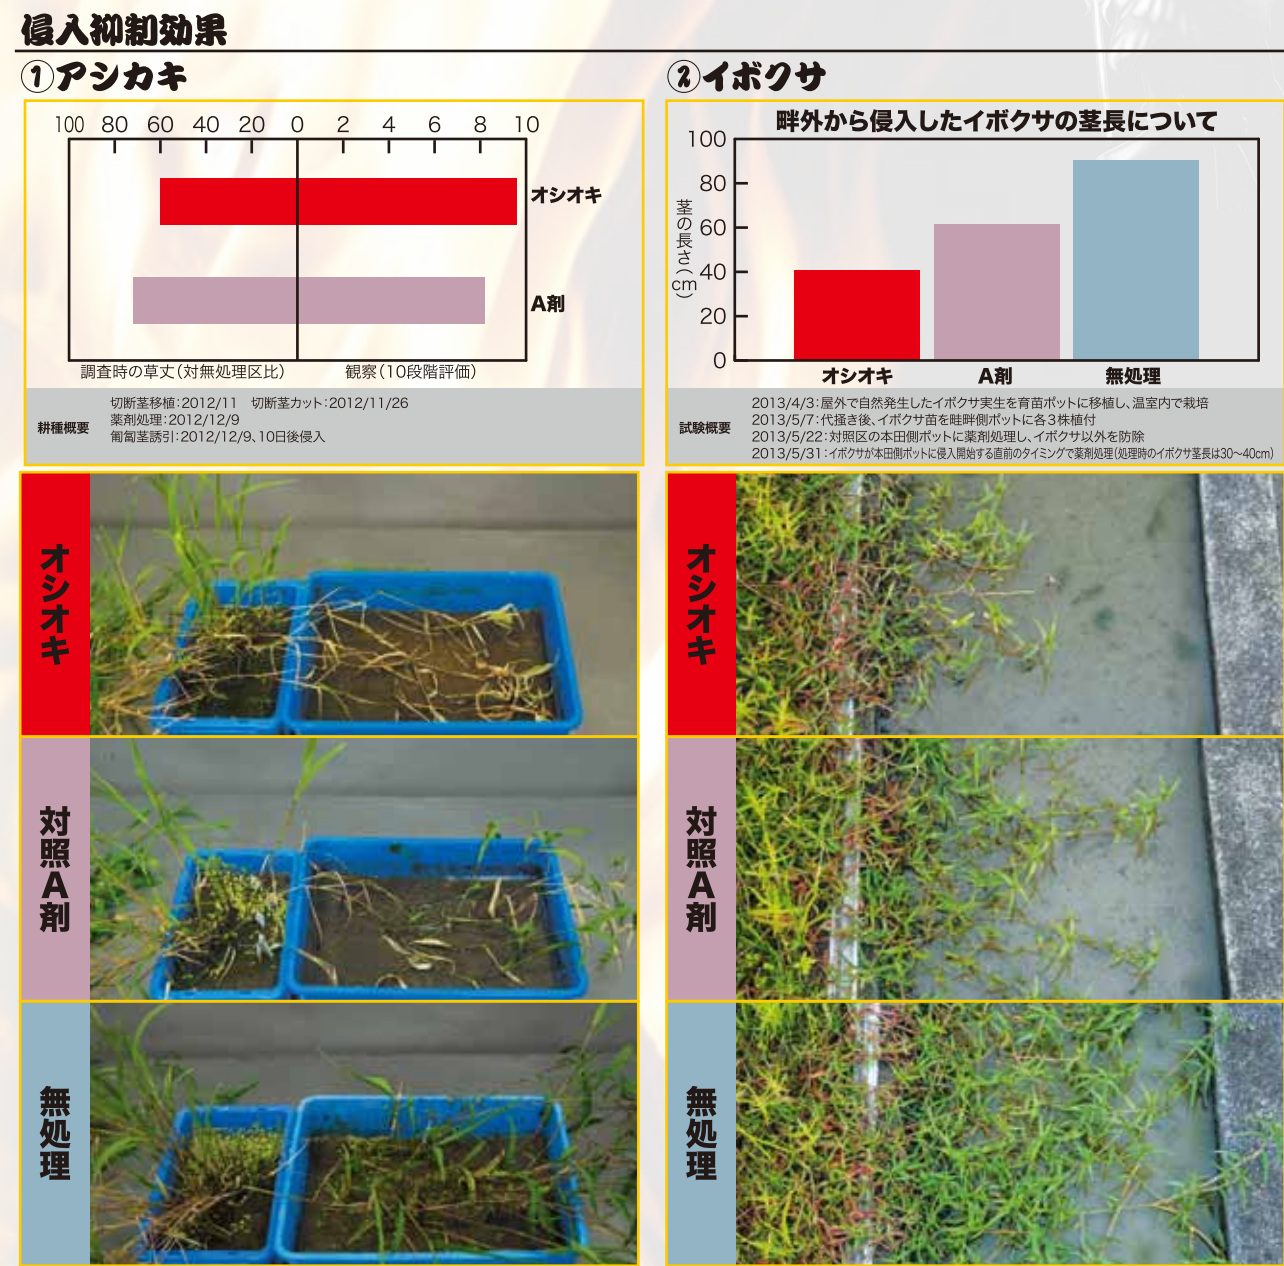 侵入抑制効果
①アシカキ
100 80 60 40 20 0 2 4 6 8 10
オシオキ
A剤
調査時の草丈（対無処理区比） 観察（10段階評価）
耕種概要
切断茎移植：2012/11 切断茎カット：2012/11/26
薬剤処理：2012/12/9
匍匐茎誘引：2012/12/9、10日後侵入
②イボクサ
畔外から侵入したイボクサの茎長について
茎の長さ（cm）
100
80
60
40
20
0
オシオキ A剤 無処理
試験概要
2013/4/3：屋外で自然発生したイボクサ実生を育苗ポットに移植し、温室内で栽培
2013/5/7：代掻き後、イボクサ苗を畦畔側ポットに各3株植付
2013/5/22：対照区の本田側ポットに薬剤処理し、イボクサ以外を防除
2013/5/31：イボクサが本田側ポットに侵入開始する直前のタイミングで薬剤処理（処理時のイボクサ茎長は30〜40cm）
オシオキ
対照A剤
無処理
オシオキ
対照A剤
無処理